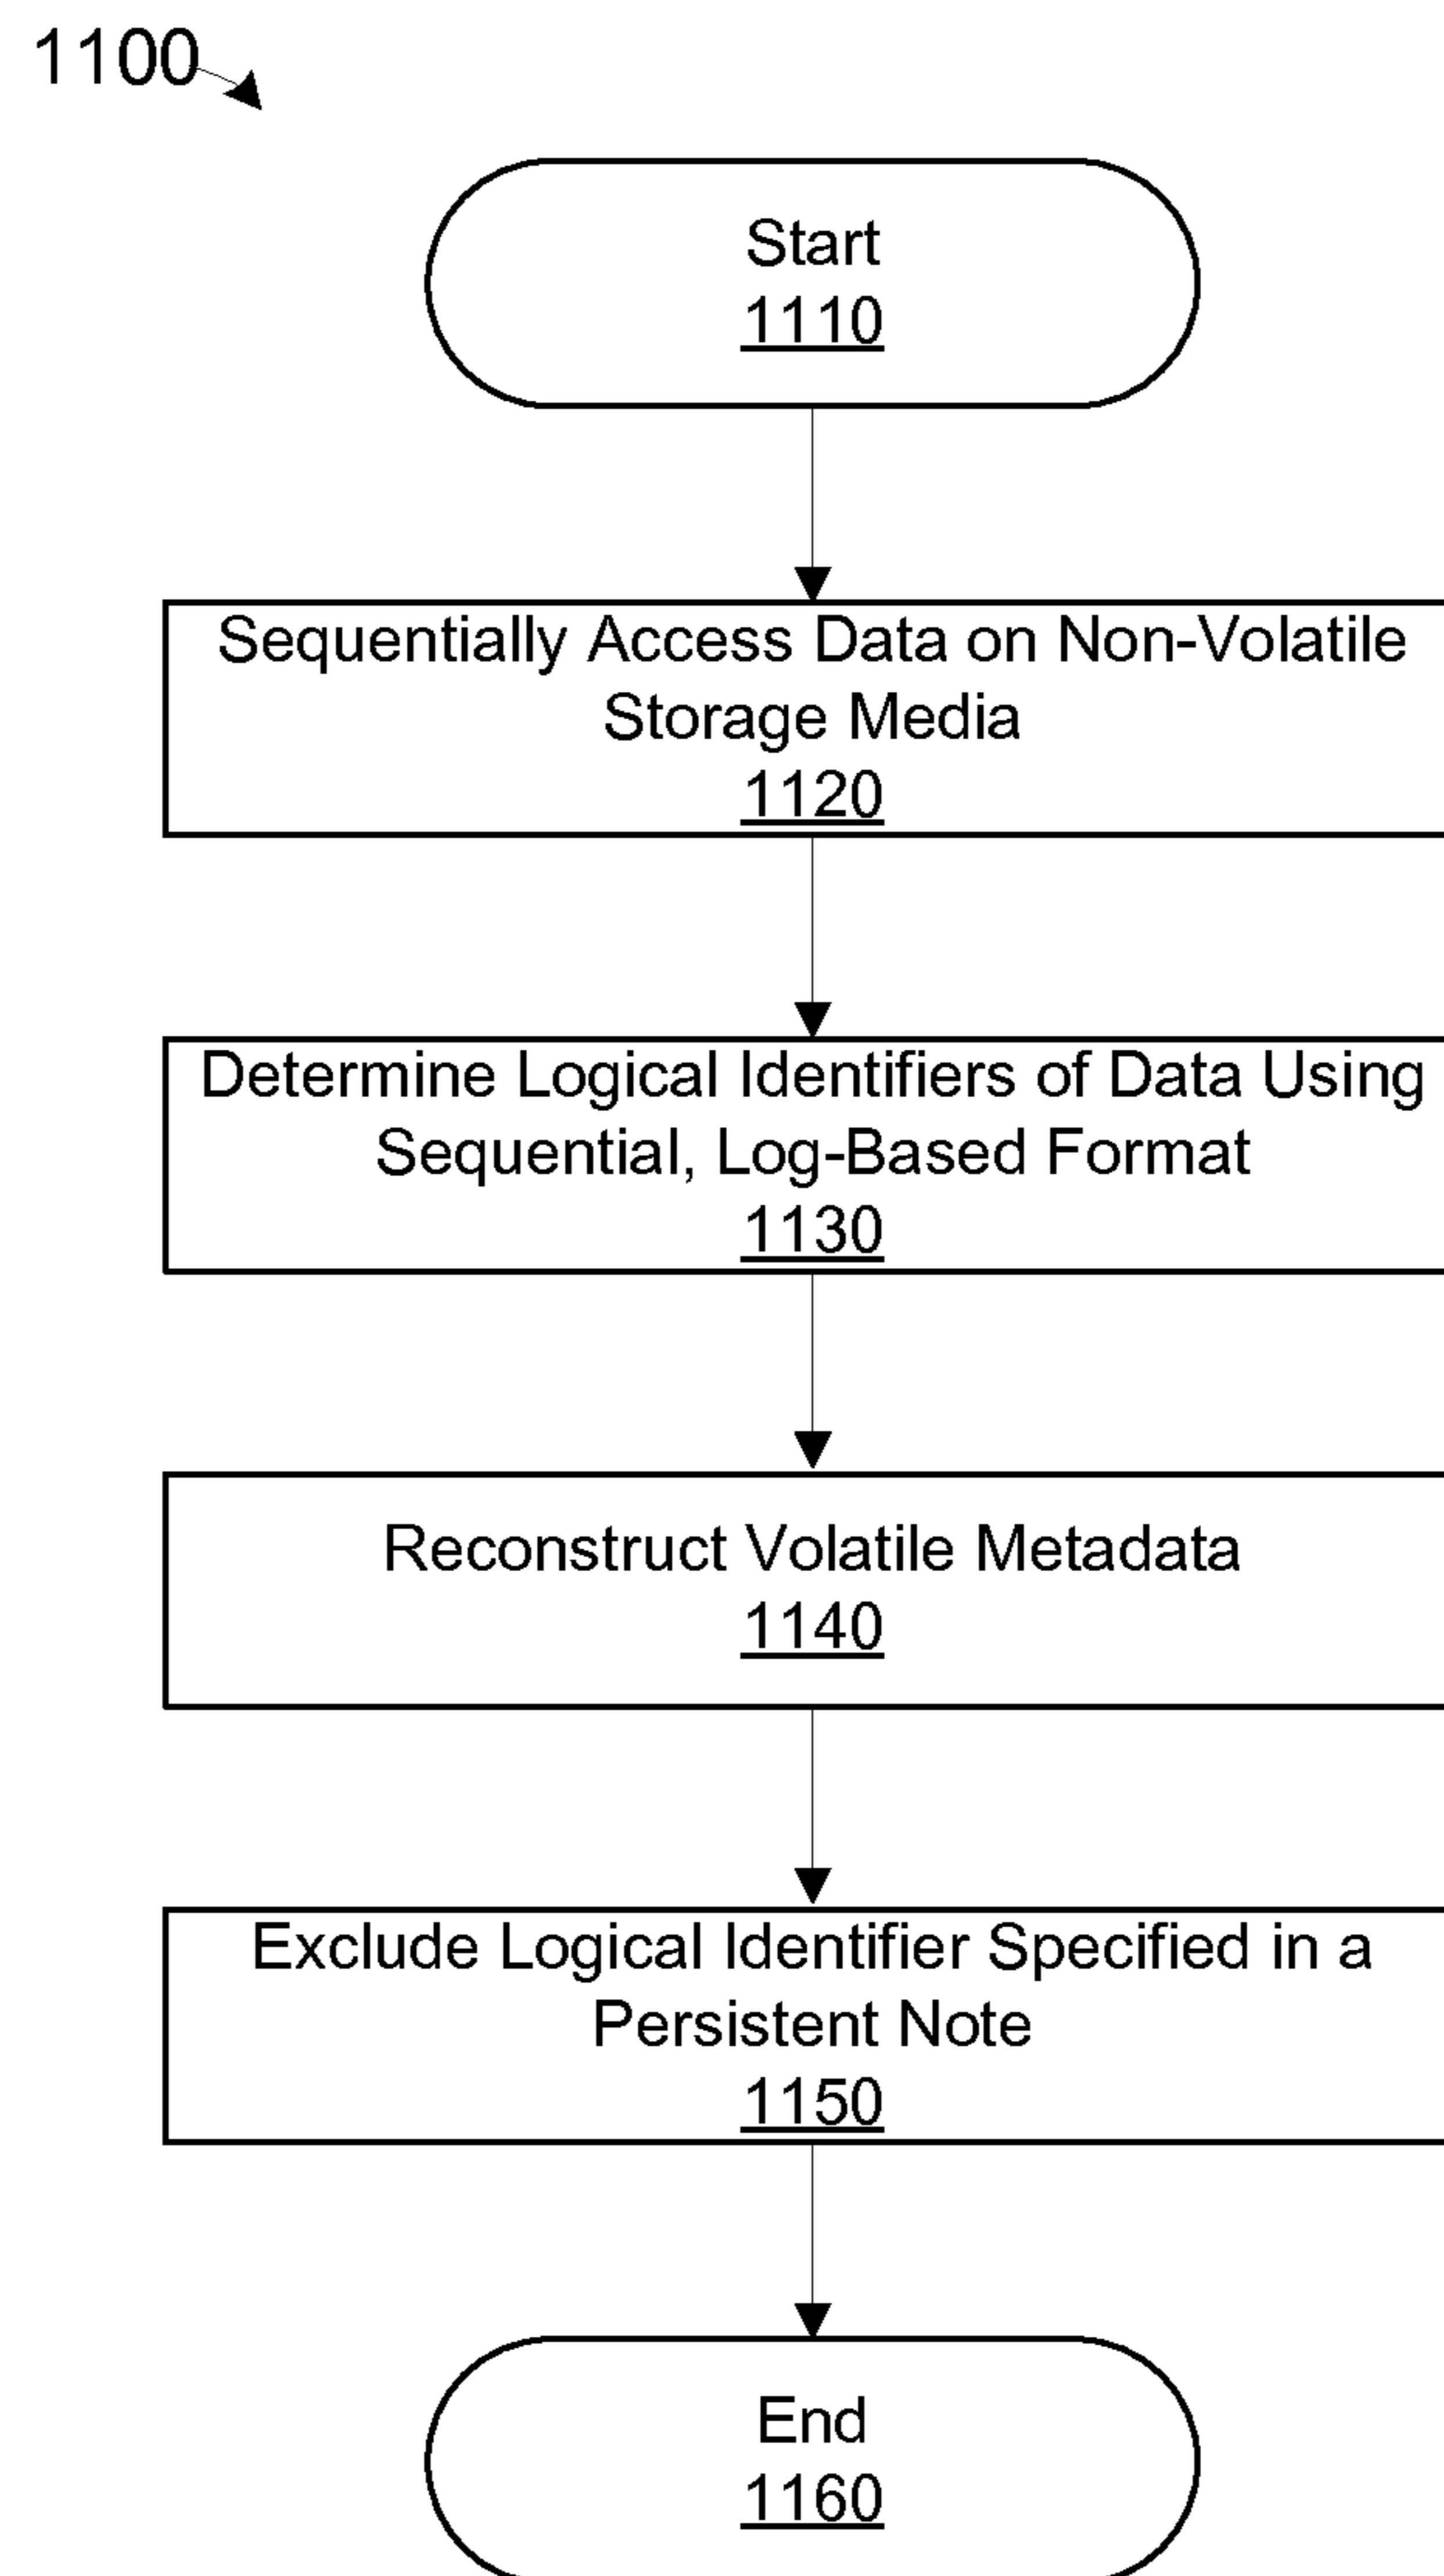 1100
Start
1110
Sequentially Access Data on Non-Volatile
Storage Media
1120
Determine Logical Identifiers of Data Using
Sequential, Log-Based Format
1130
Reconstruct Volatile Metadata
1140
Exclude Logical Identifier Specified in a
Persistent Note
1150
End
1160